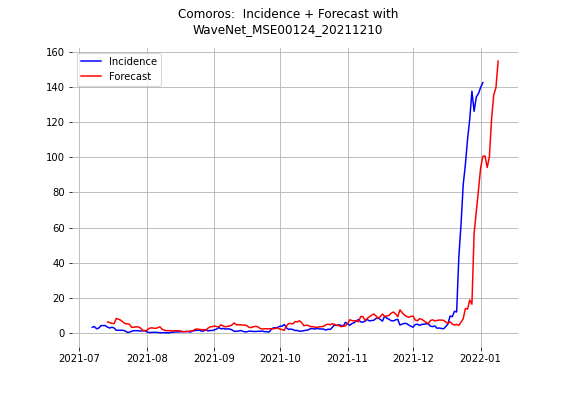 Comoros:  Incidence + Forecast with
WaveNet_MSE00124_20211210
Incidence
Forecast
160
140
120
100
80
60
40
20
0
2021-07 2021-08 2021-09 2021-10 2021-11 2021-12 2022-01